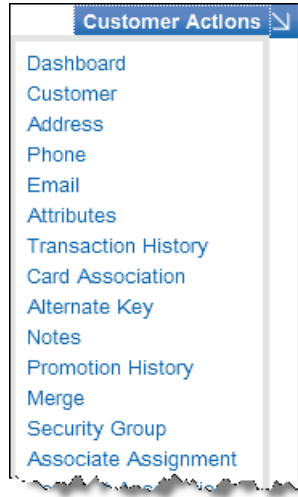 Customer Actions
Dashboard
Customer
Address
Phone
Email
Attributes
Transaction History
Card Association
Alternate Key
Notes
Promotion History
Merge
Security Group
Associate Assignment